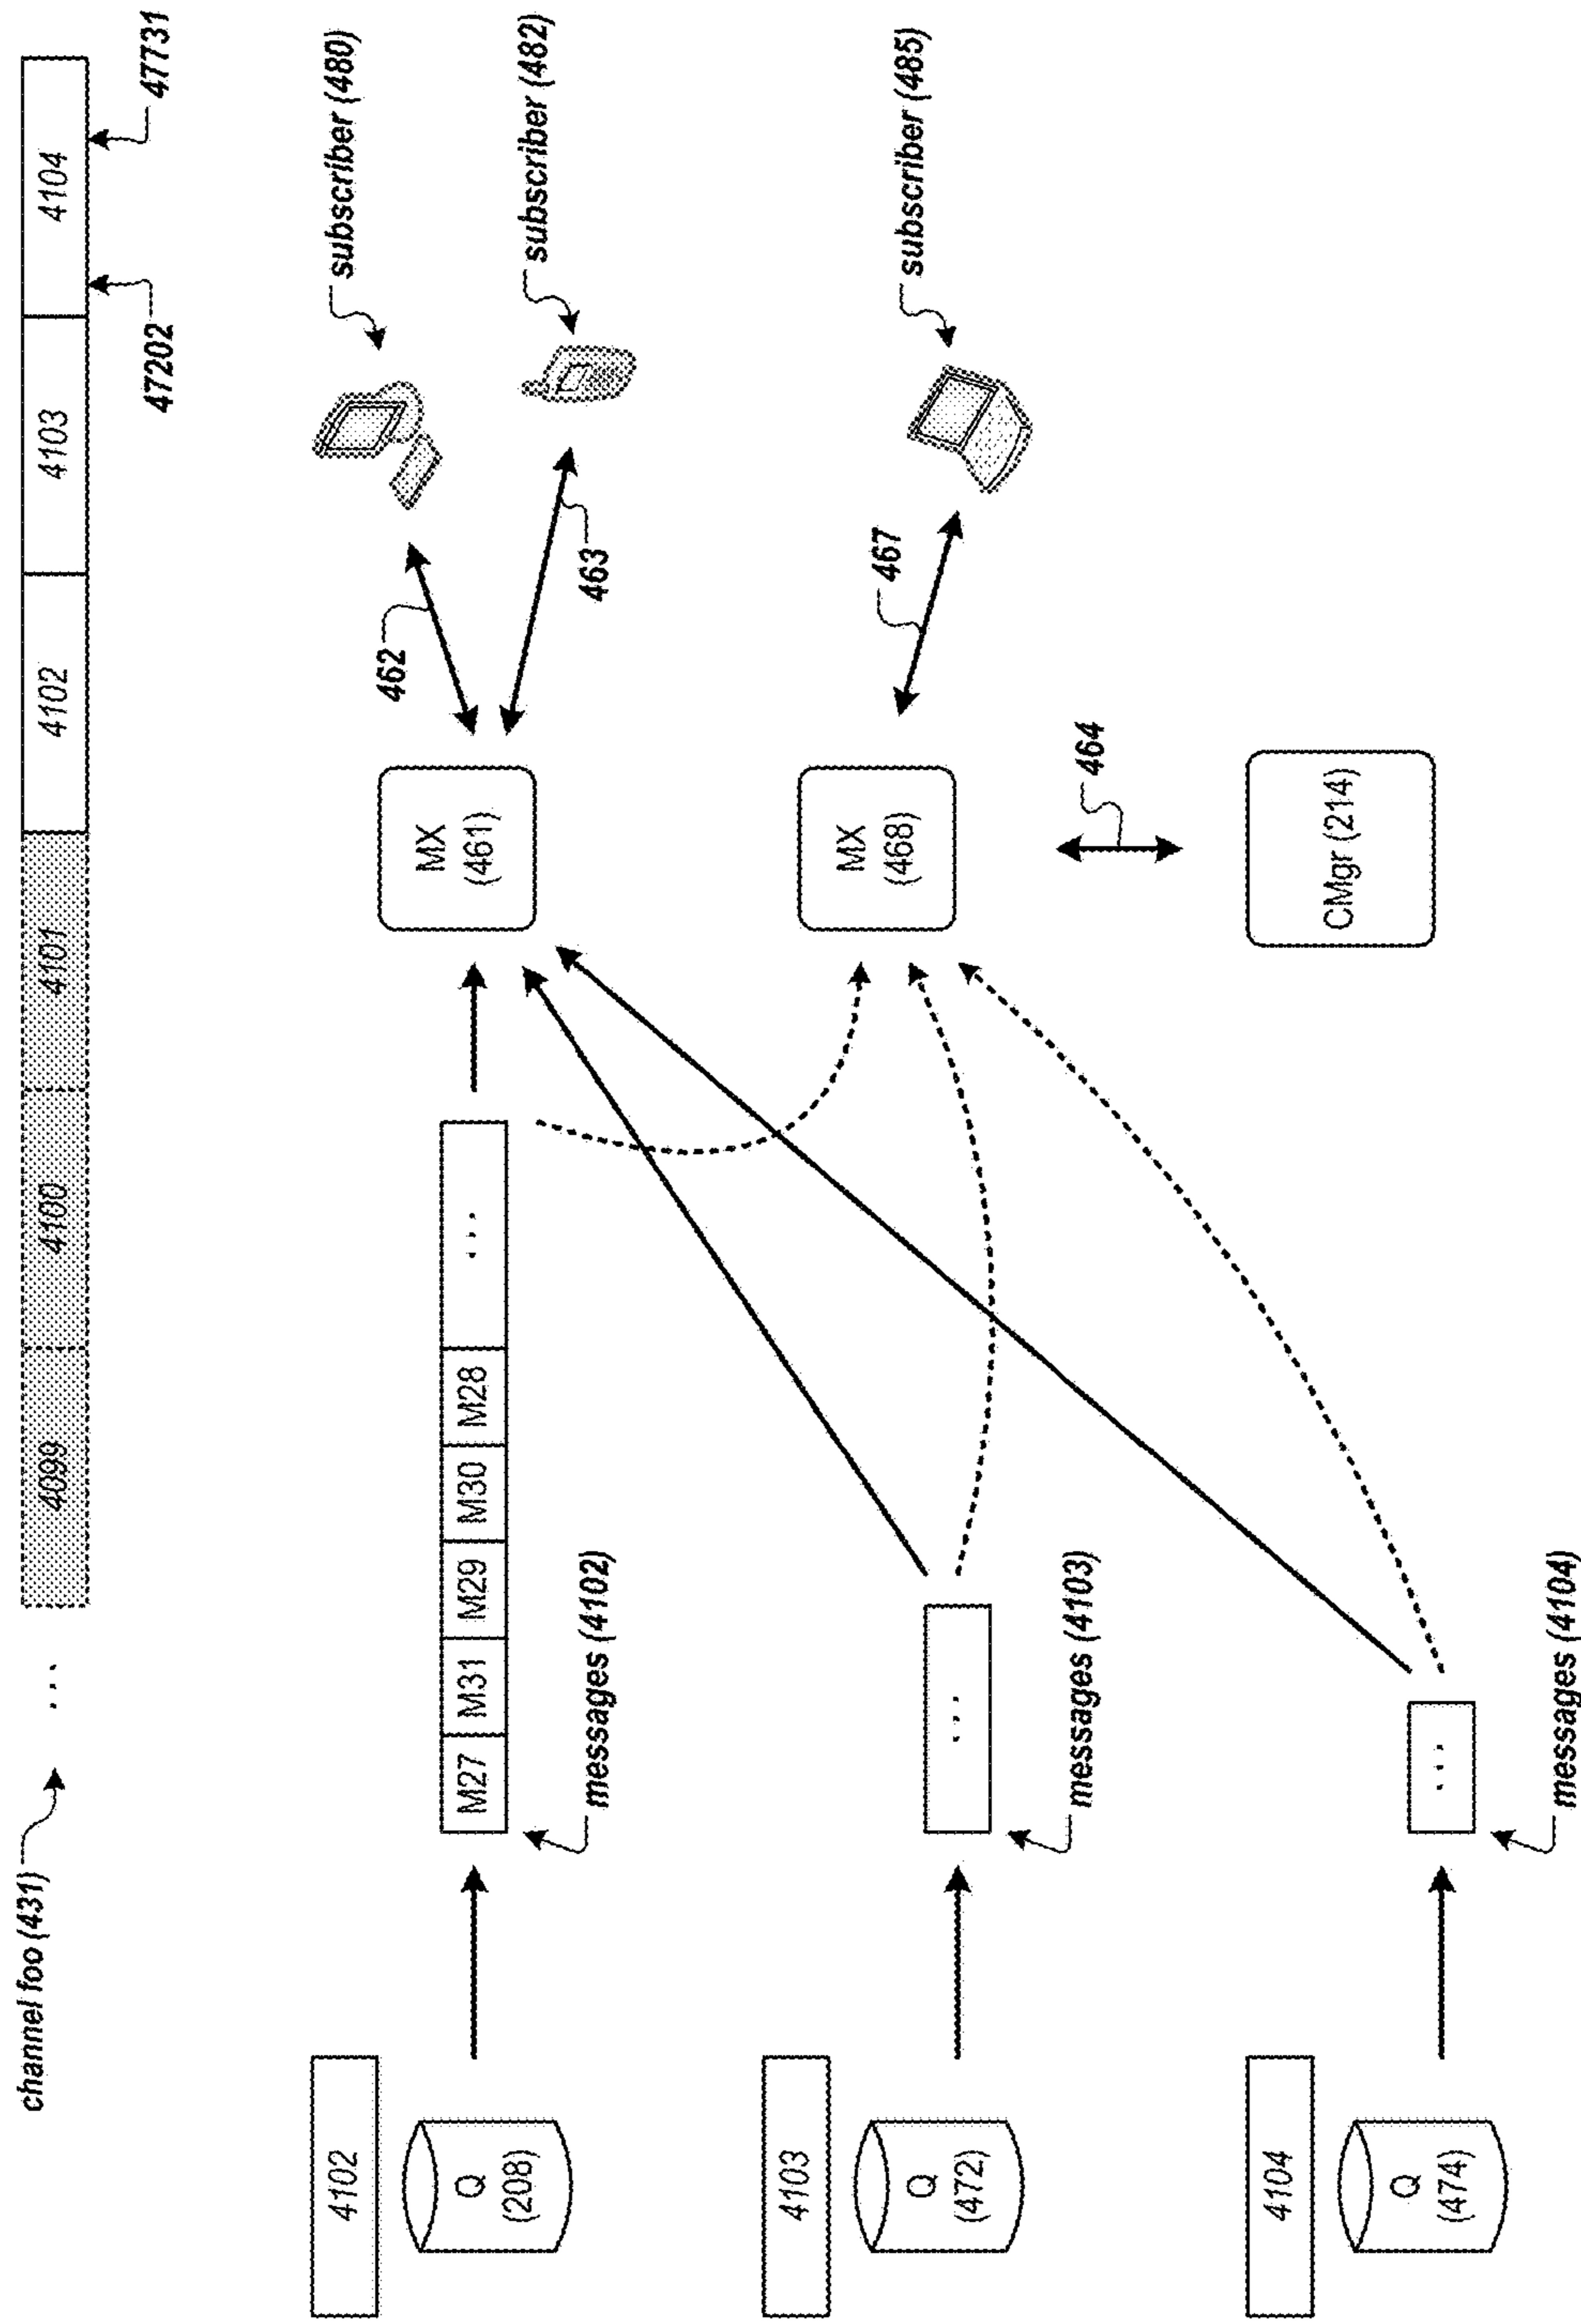 channel foo (431)
...
4099
4100
4101
4102
4103
4104
47202
47731
4102
Q
(208)
M27
M31
M29
M30
M28
...
messages (4102)
MX
(461)
462
463
subscriber (480)
subscriber (482)
4103
Q
(472)
...
messages (4103)
MX
(468)
467
subscriber (485)
464
4104
Q
(474)
...
messages (4104)
CMgr (214)